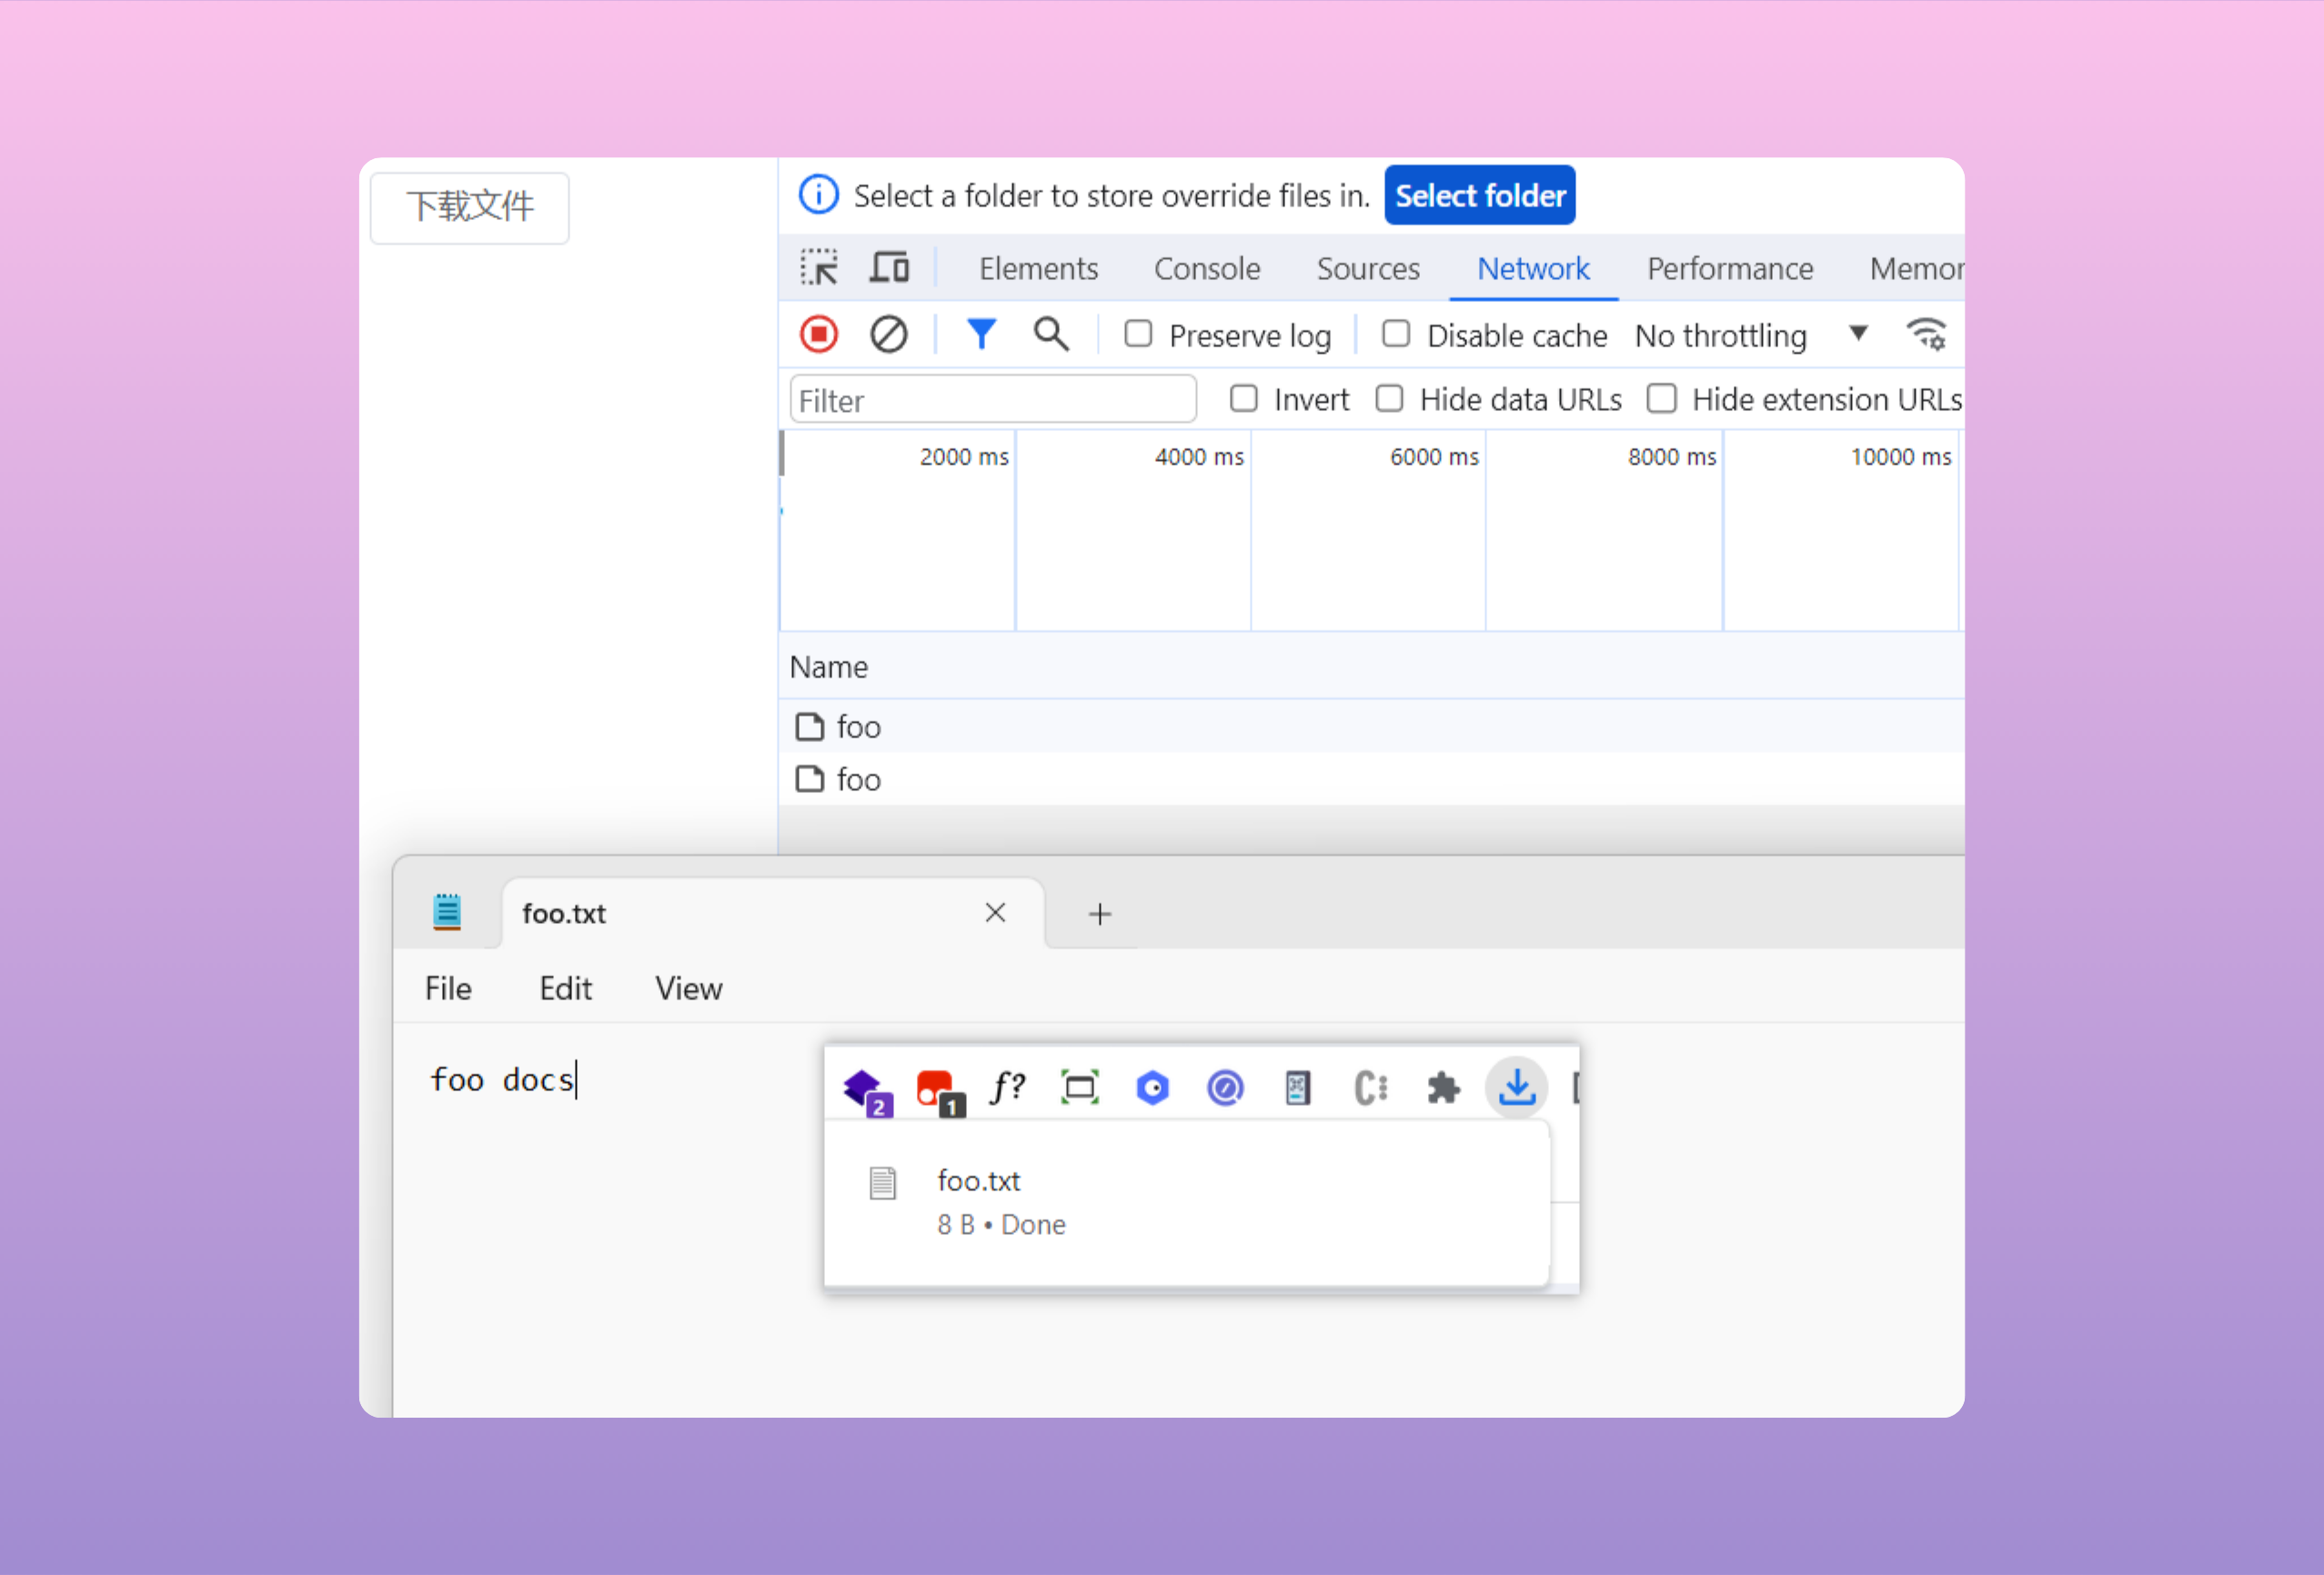 下载文件
Select a folder to store override files in. Select folder
Elements Console Sources Network Performance Memor
Preserve log Disable cache No throttling
Filter Invert Hide data URLs Hide extension URLs
2000 ms 4000 ms 6000 ms 8000 ms 10000 ms
Name
foo
foo
foo.txt
File Edit View
foo docs
2 1 f?
foo.txt
8 B • Done